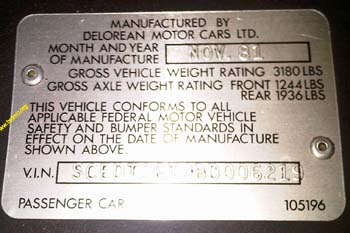 MANUFACTURED BY
DELOREAN MOTOR CARS LTD.
MONTH AND YEAR
OF MANUFACTURE NOV. 81
GROSS VEHICLE WEIGHT RATING 3180 LBS
GROSS AXLE WEIGHT RATING FRONT 1244 LBS
REAR 1936 LBS
THIS VEHICLE CONFORMS TO ALL
APPLICABLE FEDERAL MOTOR VEHICLE
SAFETY AND BUMPER STANDARDS IN
EFFECT ON THE DATE OF MANUFACTURE
SHOWN ABOVE.
V.I.N.
PASSENGER CAR 105196